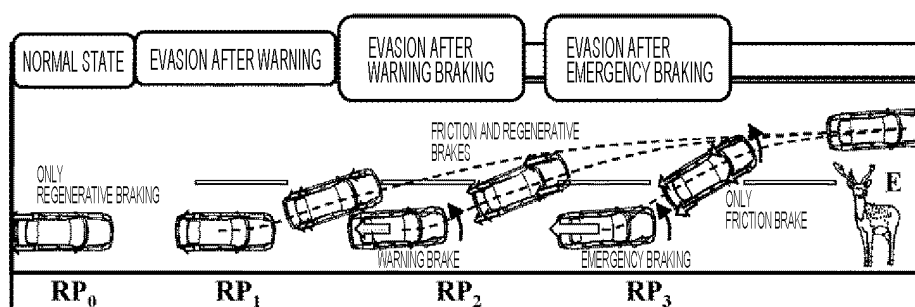 NORMAL STATE
EVASION AFTER WARNING
EVASION AFTER
WARNING BRAKING
EVASION AFTER
EMERGENCY BRAKING
FRICTION AND REGENERATIVE
BRAKES
ONLY
REGENERATIVE BRAKING
E
ONLY
FRICTION BRAKE
WARNING BRAKE
EMERGENCY BRAKING
RP₀
RP₁
RP₂
RP₃